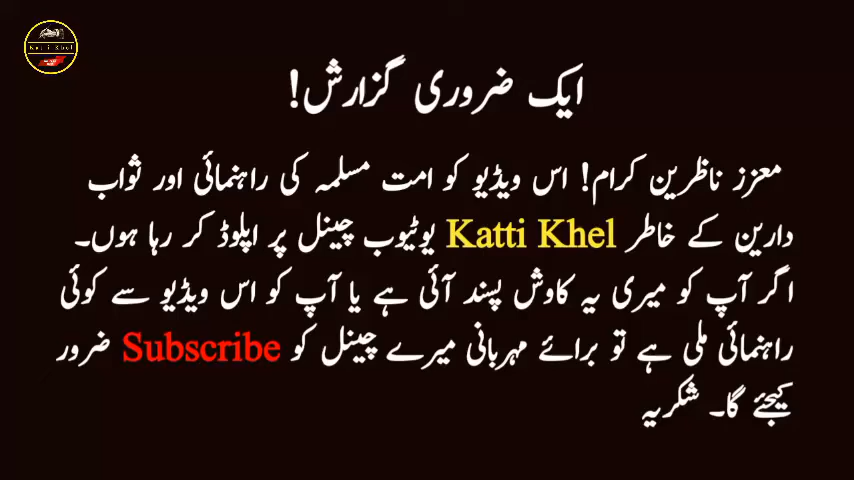 Katti Khel
ایک ضروری گزارش!
معزز ناظرین کرام! اس ویڈیو کو امت مسلمہ کی راہنمائی اور ثواب
دارین کے خاطر Katti Khel یوٹیوب چینل پر اپلوڈ کر رہا ہوں۔
اگر آپ کو میری یہ کاوش پسند آئی ہے یا آپ کو اس ویڈیو سے کوئی
راہنمائی ملی ہے تو برائے مہربانی میرے چینل کو Subscribe ضرور
کیجئے گا۔ شکریہ